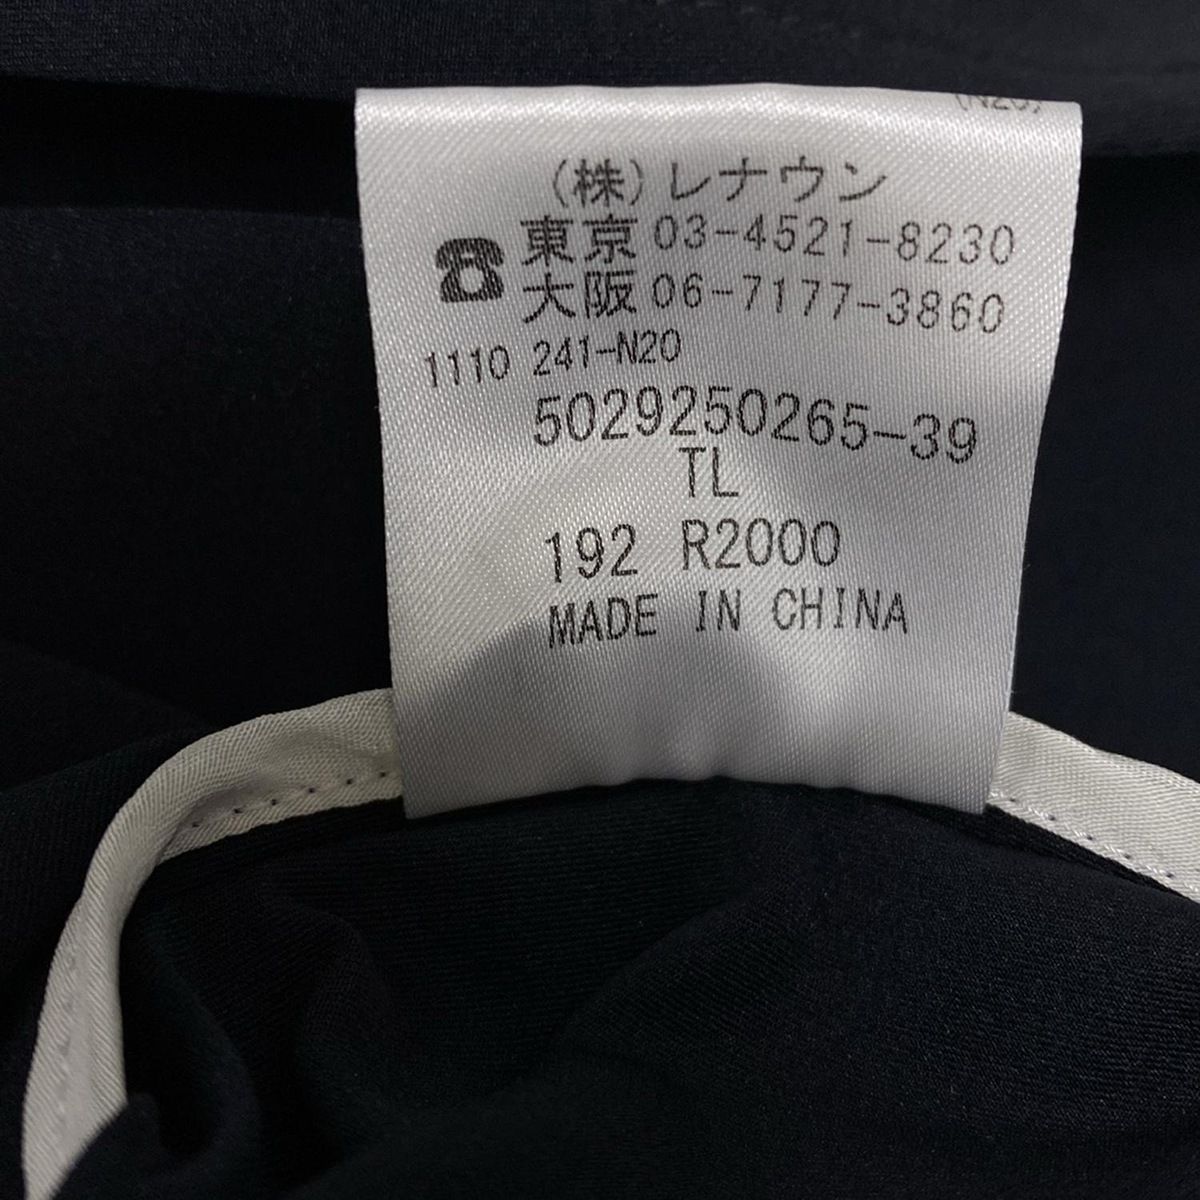 (N20)
(株)レナウン
☎ 東京 03-4521-8230
大阪 06-7177-3860
1110 241-N20
5029250265-39
TL
192 R2000
MADE IN CHINA